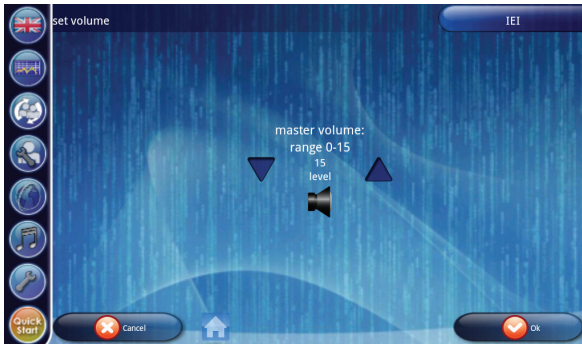 set volume
IEI
master volume:
range 0-15
15
level
Quick
Start
Cancel
Ok